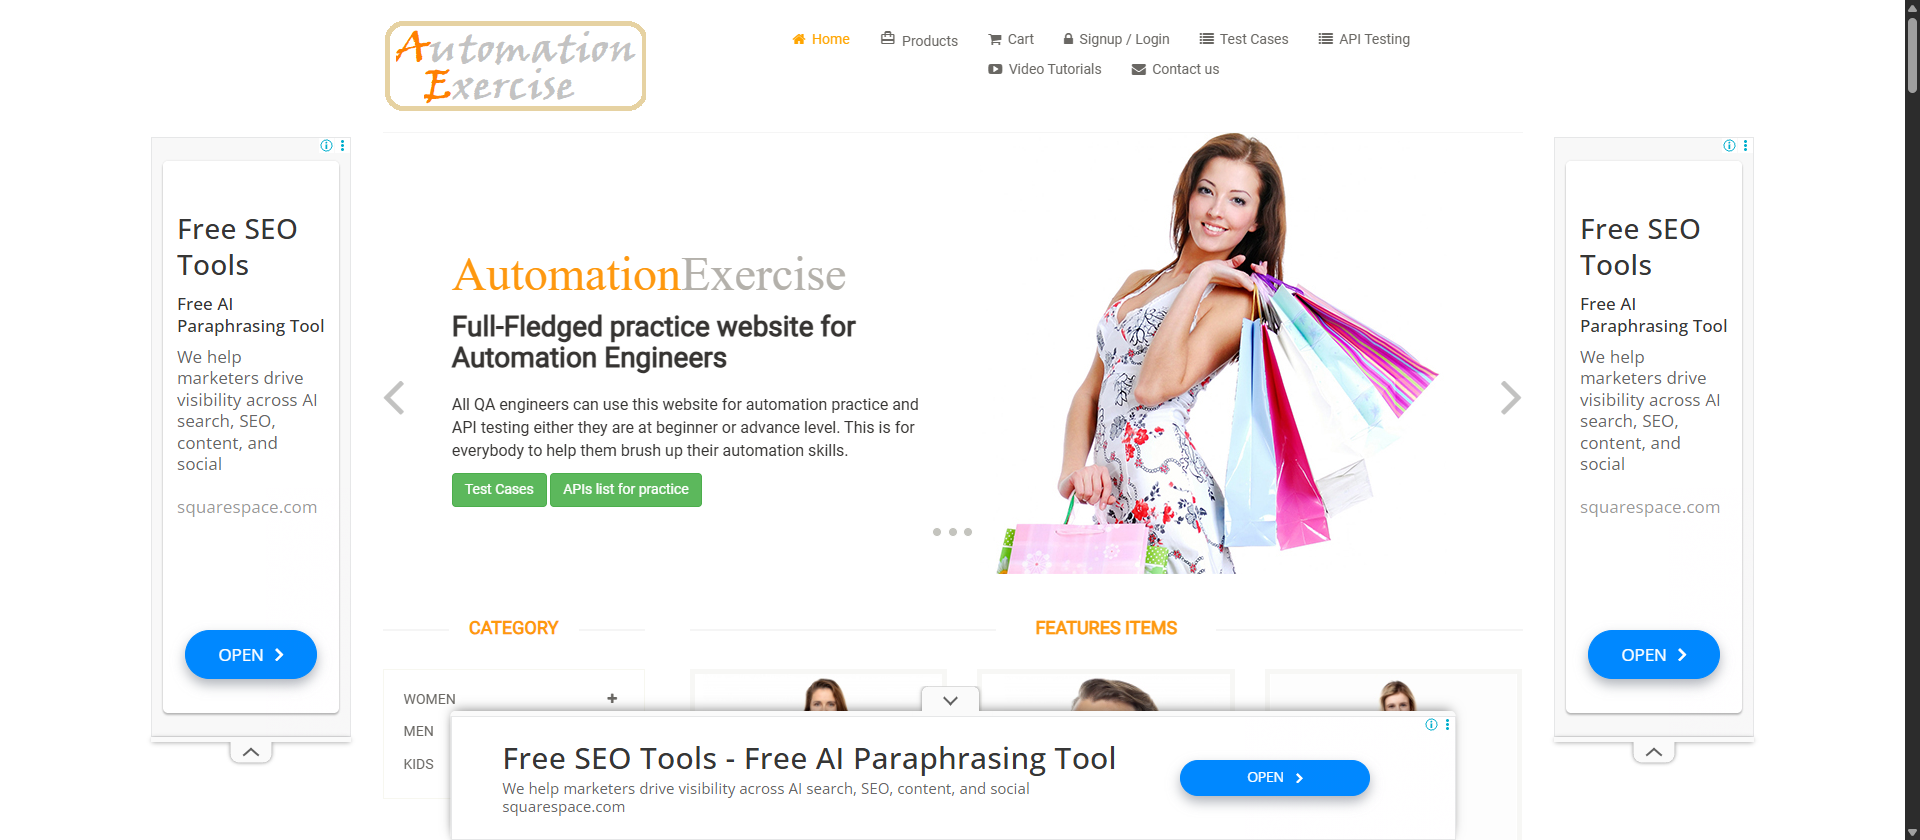 Automation
Exercise
Home
Products
Cart
Signup / Login
Test Cases
API Testing
Video Tutorials
Contact us
Free SEO
Tools
Free AI
Paraphrasing Tool
We help
marketers drive
visibility across AI
search, SEO,
content, and
social
squarespace.com
OPEN
AutomationExercise
Full-Fledged practice website for
Automation Engineers
All QA engineers can use this website for automation practice and
API testing either they are at beginner or advance level. This is for
everybody to help them brush up their automation skills.
Test Cases
APIs list for practice
Free SEO
Tools
Free AI
Paraphrasing Tool
We help
marketers drive
visibility across AI
search, SEO,
content, and
social
squarespace.com
OPEN
CATEGORY
WOMEN
MEN
KIDS
FEATURES ITEMS
Free SEO Tools - Free AI Paraphrasing Tool
We help marketers drive visibility across AI search, SEO, content, and social
squarespace.com
OPEN